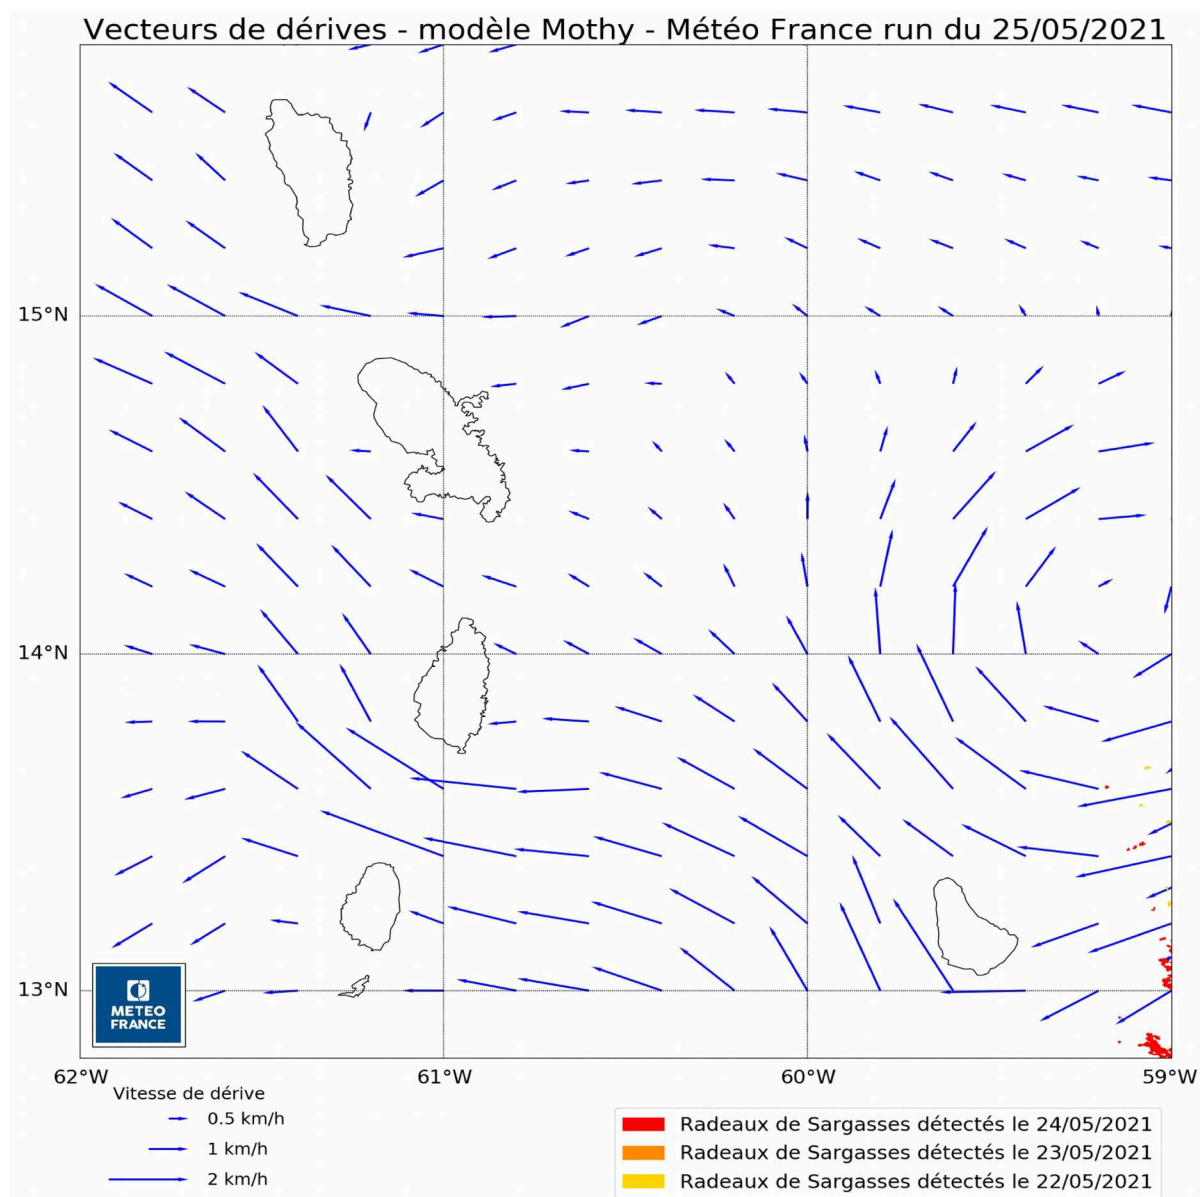 Vecteurs de dérives - modèle Mothy - Météo France run du 25/05/2021
15°N
14°N
13°N
METEO
FRANCE
62°W
61°W
60°W
59°W
Vitesse de dérive
0.5 km/h
1 km/h
2 km/h
Radeaux de Sargasses détectés le 24/05/2021
Radeaux de Sargasses détectés le 23/05/2021
Radeaux de Sargasses détectés le 22/05/2021